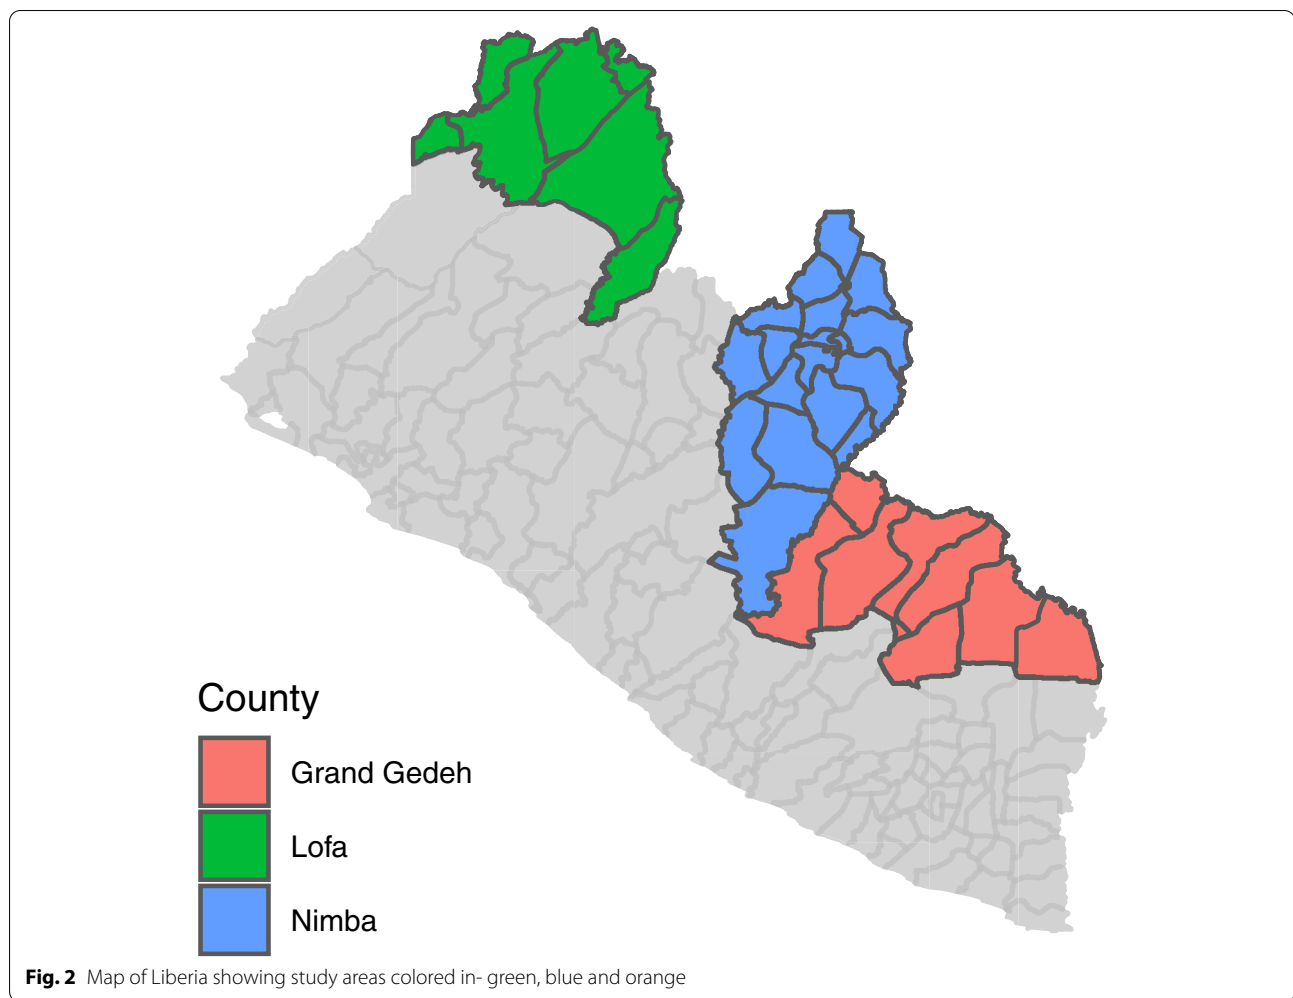 County
Grand Gedeh
Lofa
Nimba
Fig. 2 Map of Liberia showing study areas colored in- green, blue and orange